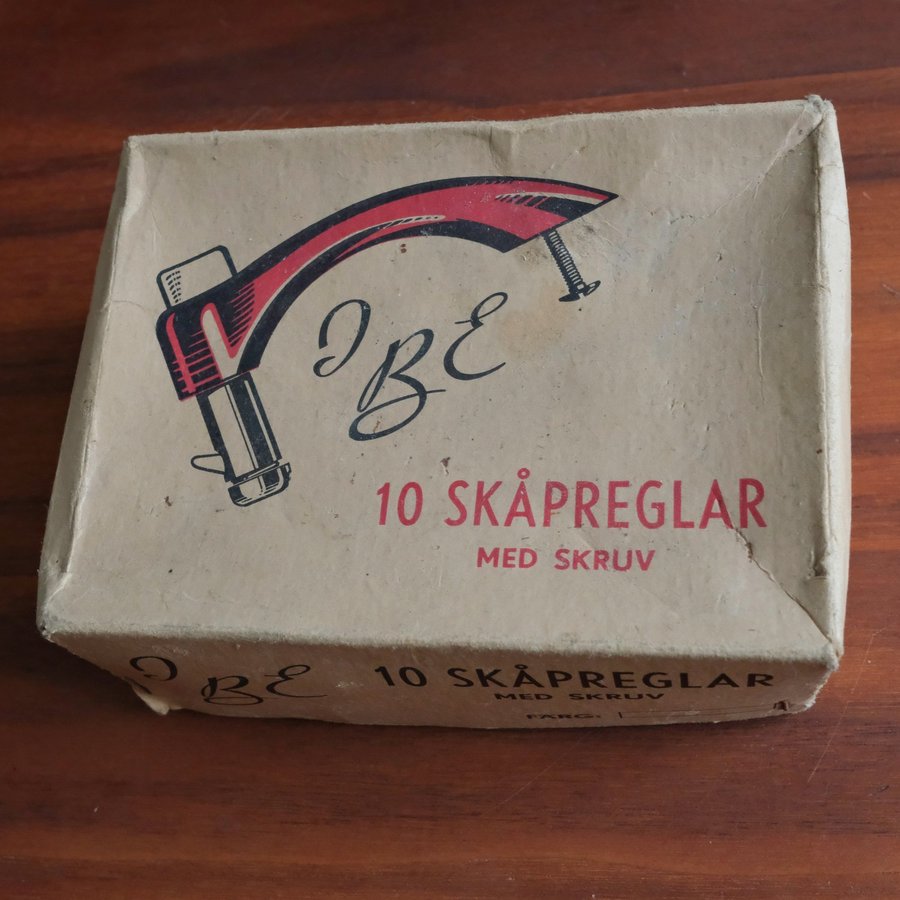 IBE
10 SKÅPREGLAR
MED SKRUV
IBE 10 SKÅPREGLAR
MED SKRUV
FÄRG: